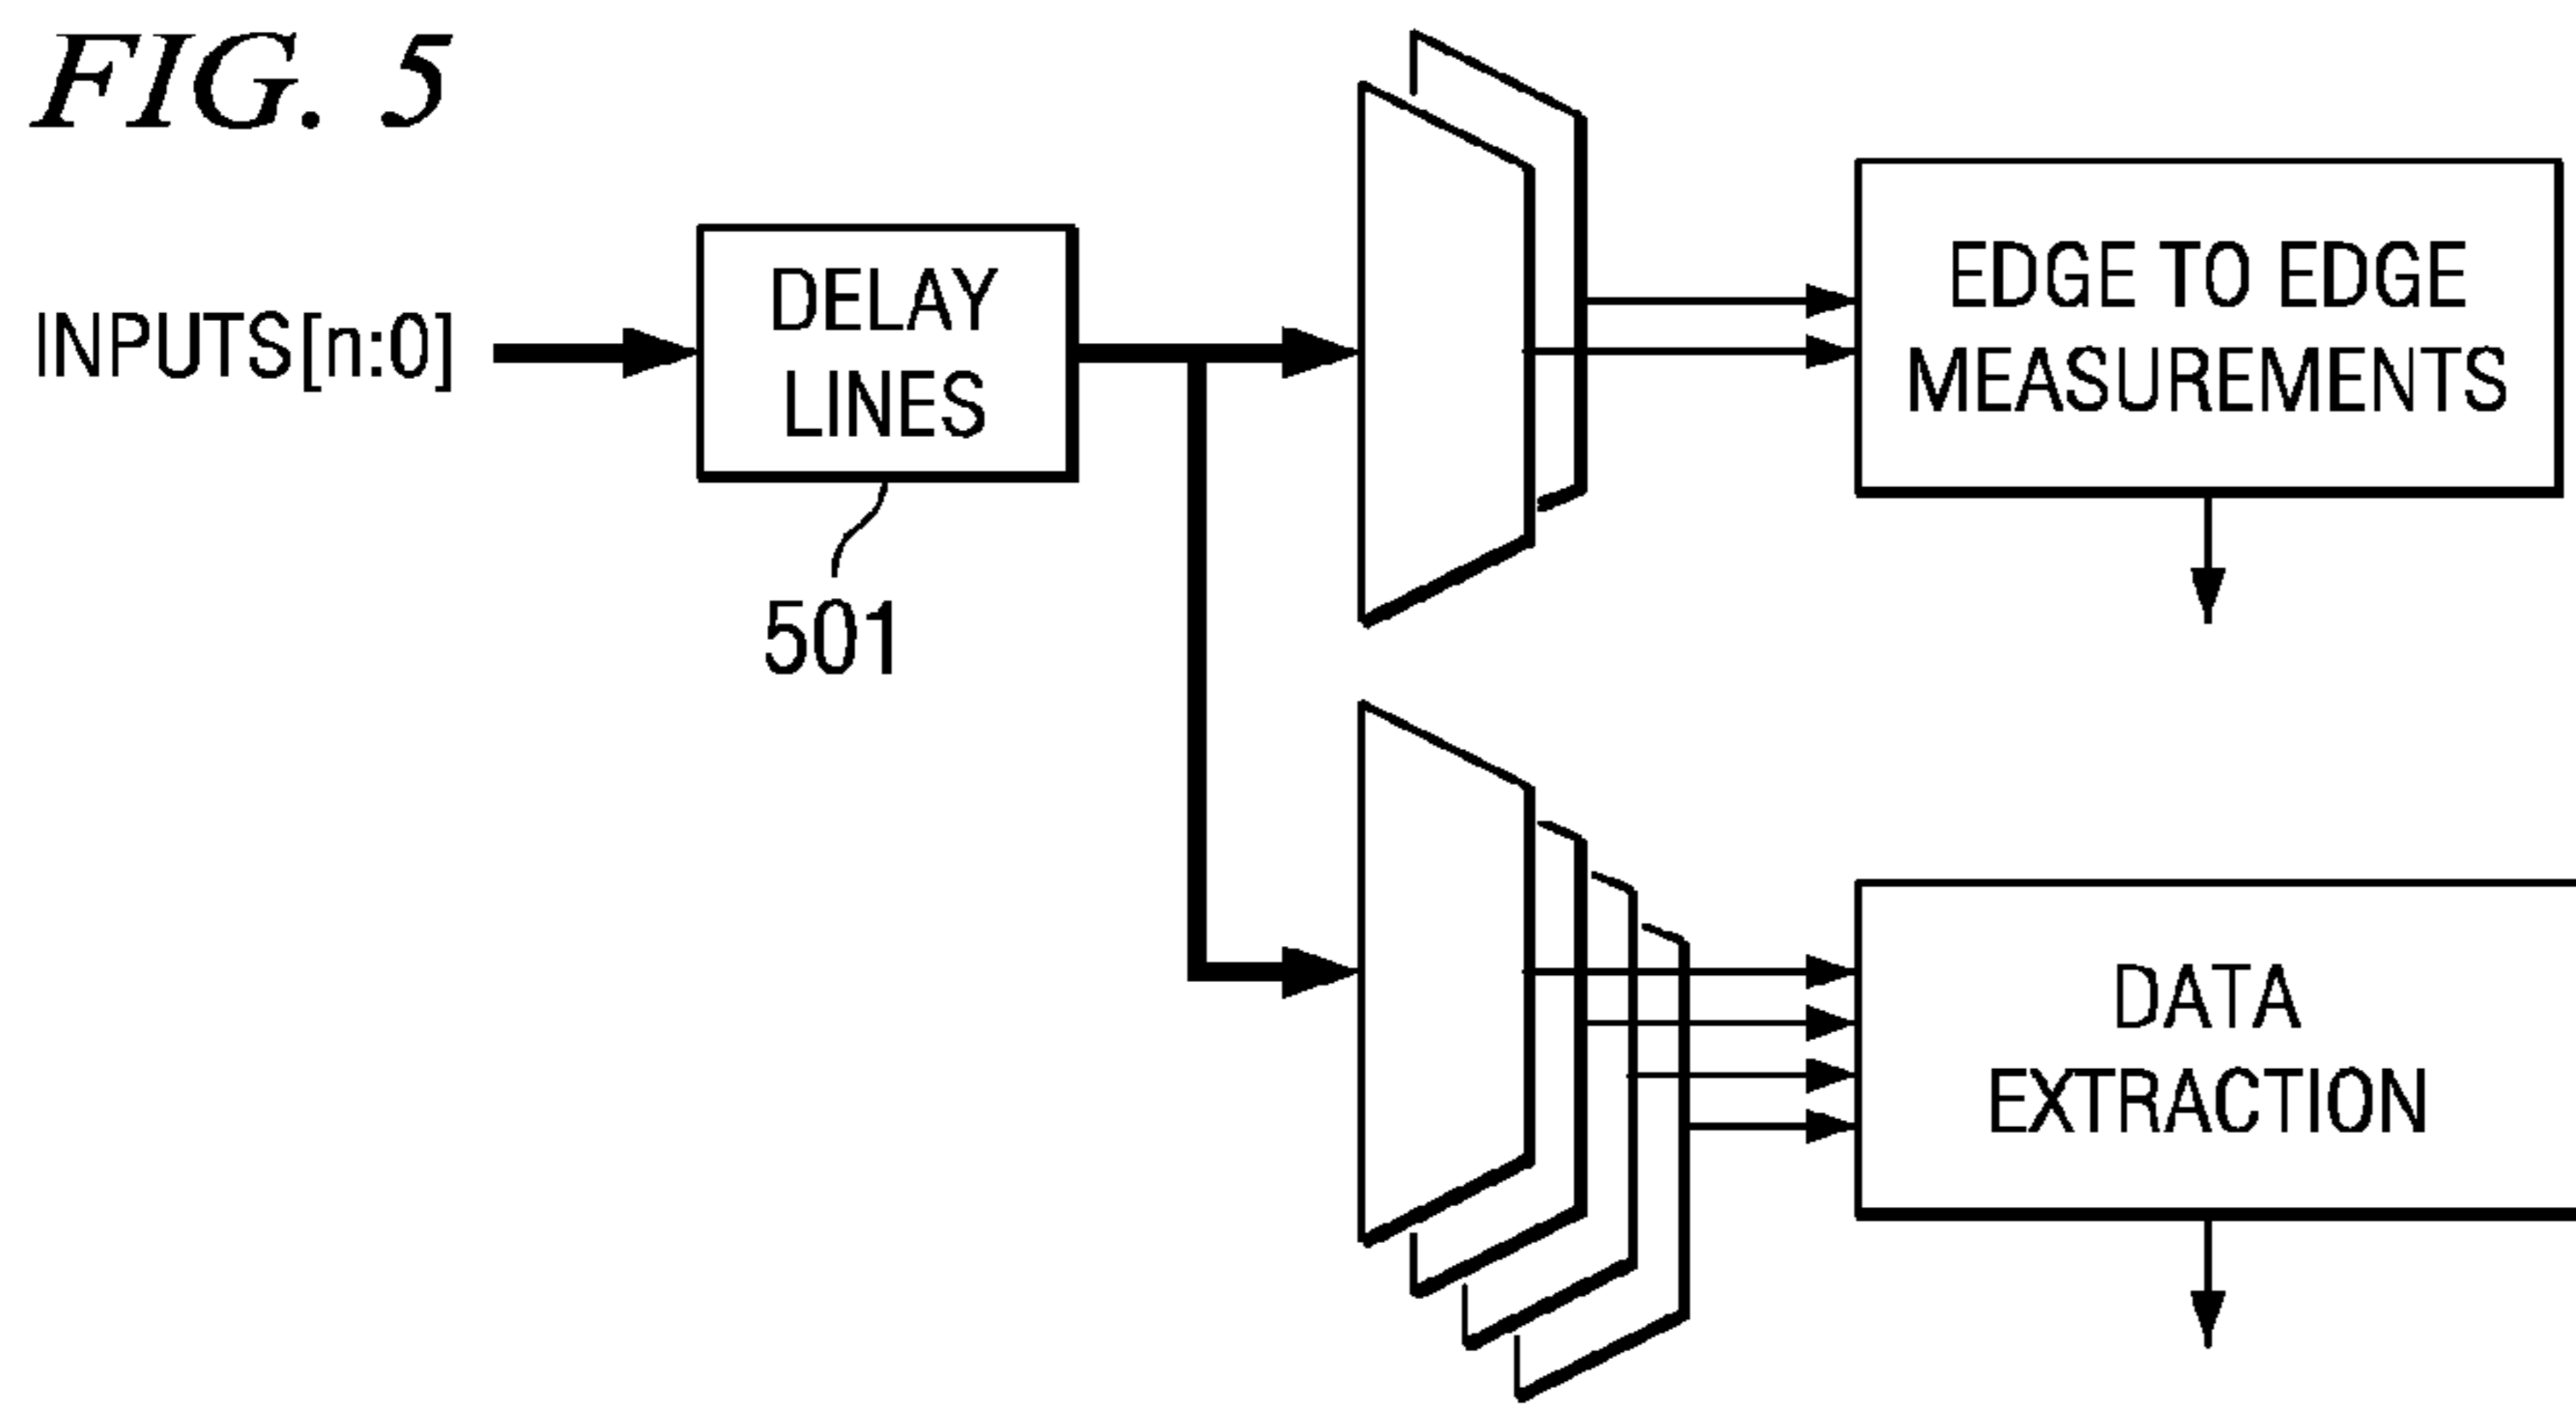 FIG. 5
INPUTS[n:0]
DELAY
LINES
501
EDGE TO EDGE
MEASUREMENTS
DATA
EXTRACTION